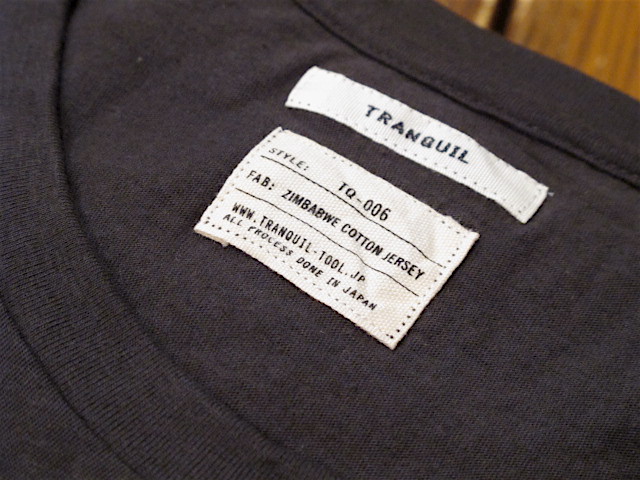 TRANQUIL
STYLE: TQ-006
FAB: ZIMBABWE COTTON JERSEY
WWW.TRANQUIL-TOOL.JP
ALL PROCESS DONE IN JAPAN